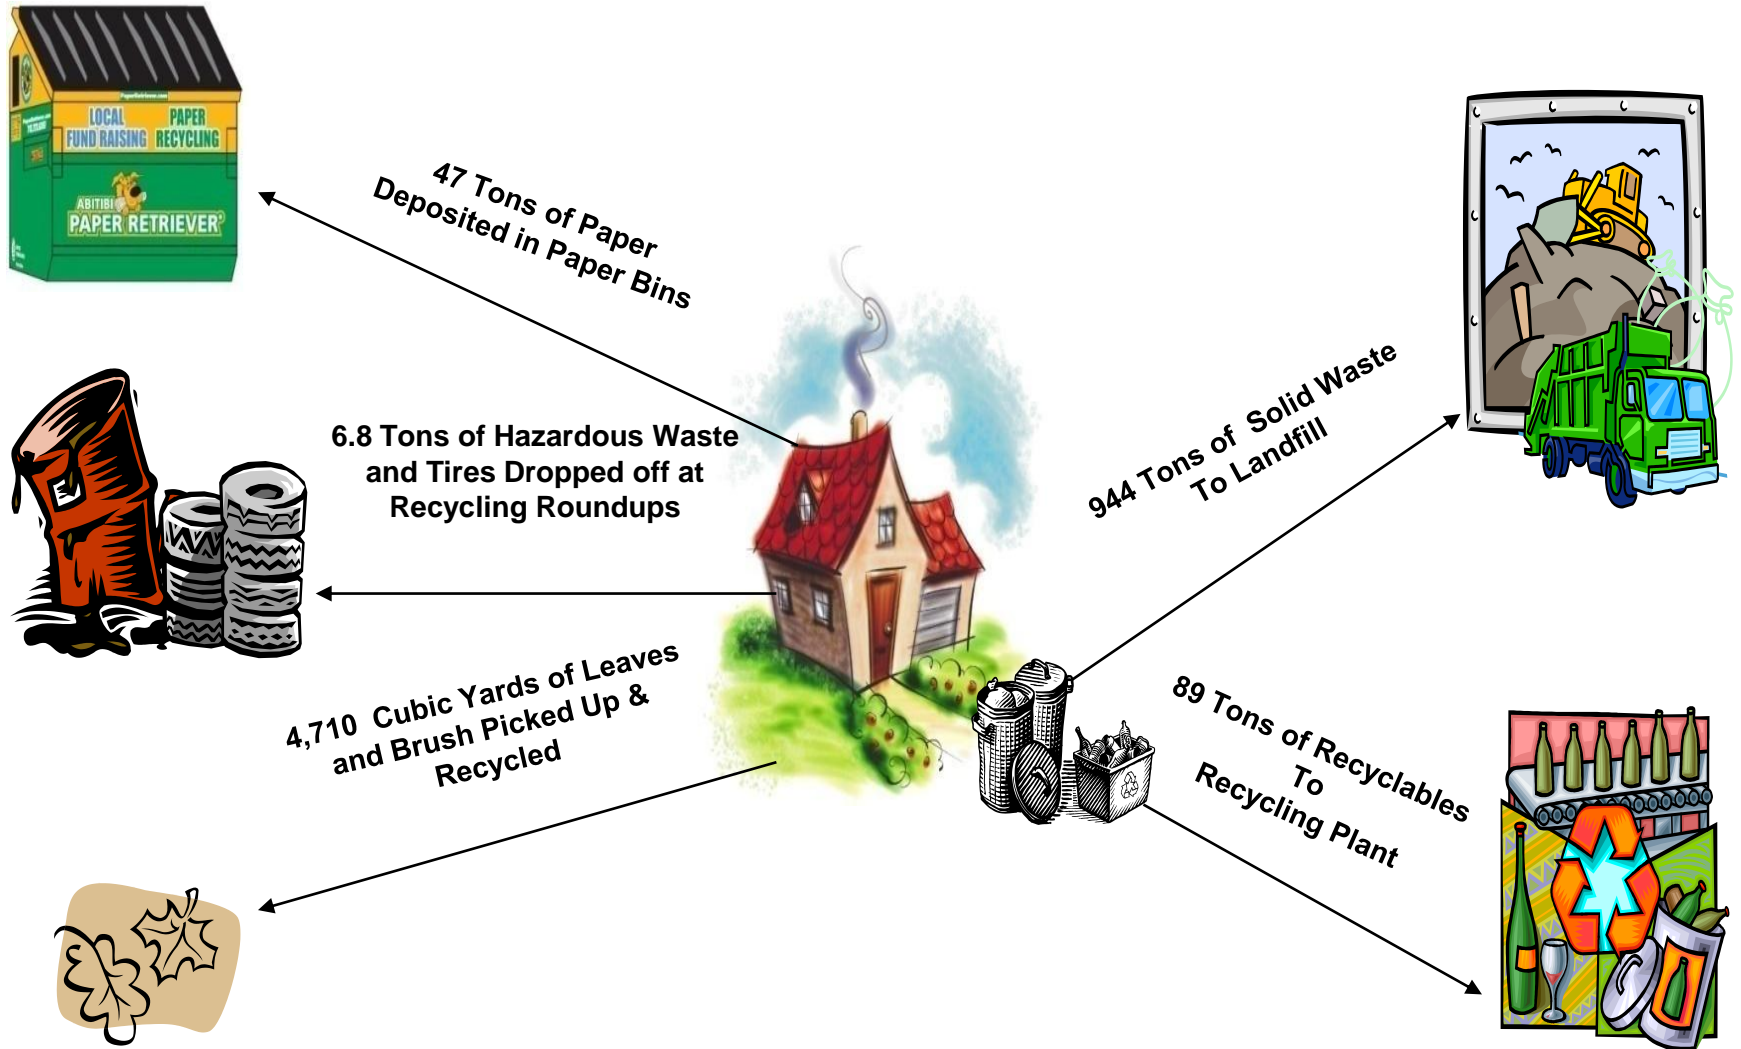 PaperRetriever.com
LOCAL
FUND RAISING
PAPER
RECYCLING
ABITIBI
PAPER RETRIEVER®
47 Tons of Paper
Deposited in Paper Bins
6.8 Tons of Hazardous Waste
and Tires Dropped off at
Recycling Roundups
4,710 Cubic Yards of Leaves
and Brush Picked Up &
Recycled
944 Tons of Solid Waste
To Landfill
89 Tons of Recyclables
To
Recycling Plant